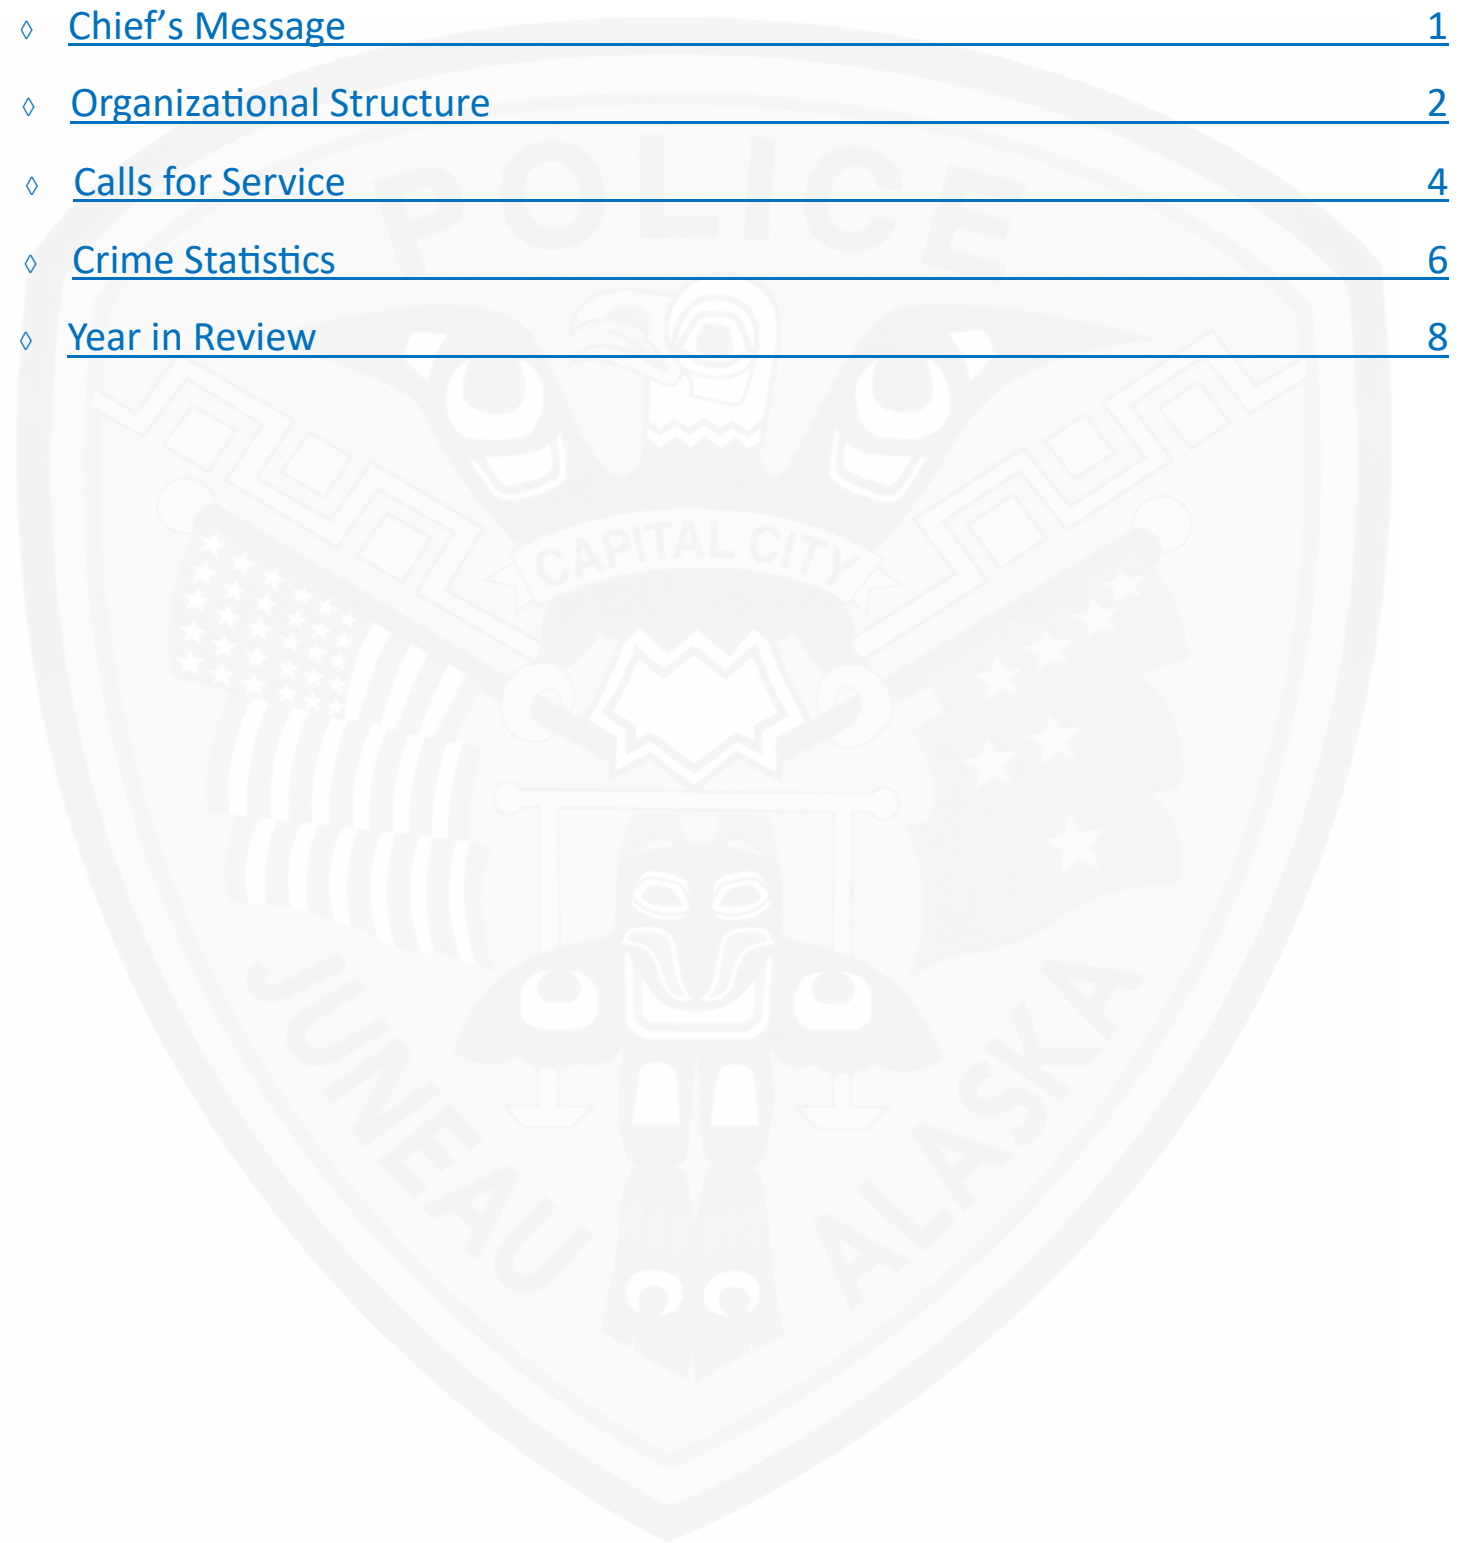 ◊ Chief's Message 1
◊ Organizational Structure 2
◊ Calls for Service 4
◊ Crime Statistics 6
◊ Year in Review 8
POLICE
CAPITAL CITY
JUNEAU ALASKA